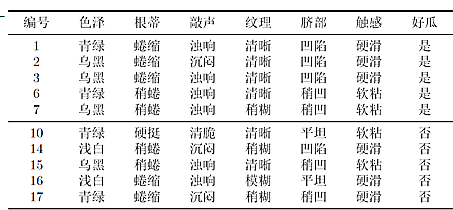 编号 色泽 根蒂 敲声 纹理 脐部 触感 好瓜
1 青绿 蜷缩 浊响 清晰 凹陷 硬滑 是
2 乌黑 蜷缩 沉闷 清晰 凹陷 硬滑 是
3 乌黑 蜷缩 浊响 清晰 凹陷 硬滑 是
6 青绿 稍蜷 浊响 清晰 稍凹 软粘 是
7 乌黑 稍蜷 浊响 稍糊 稍凹 软粘 是
10 青绿 硬挺 清脆 清晰 平坦 软粘 否
14 浅白 稍蜷 沉闷 稍糊 凹陷 硬滑 否
15 乌黑 稍蜷 浊响 清晰 稍凹 软粘 否
16 浅白 蜷缩 浊响 模糊 平坦 硬滑 否
17 青绿 蜷缩 沉闷 稍糊 稍凹 硬滑 否